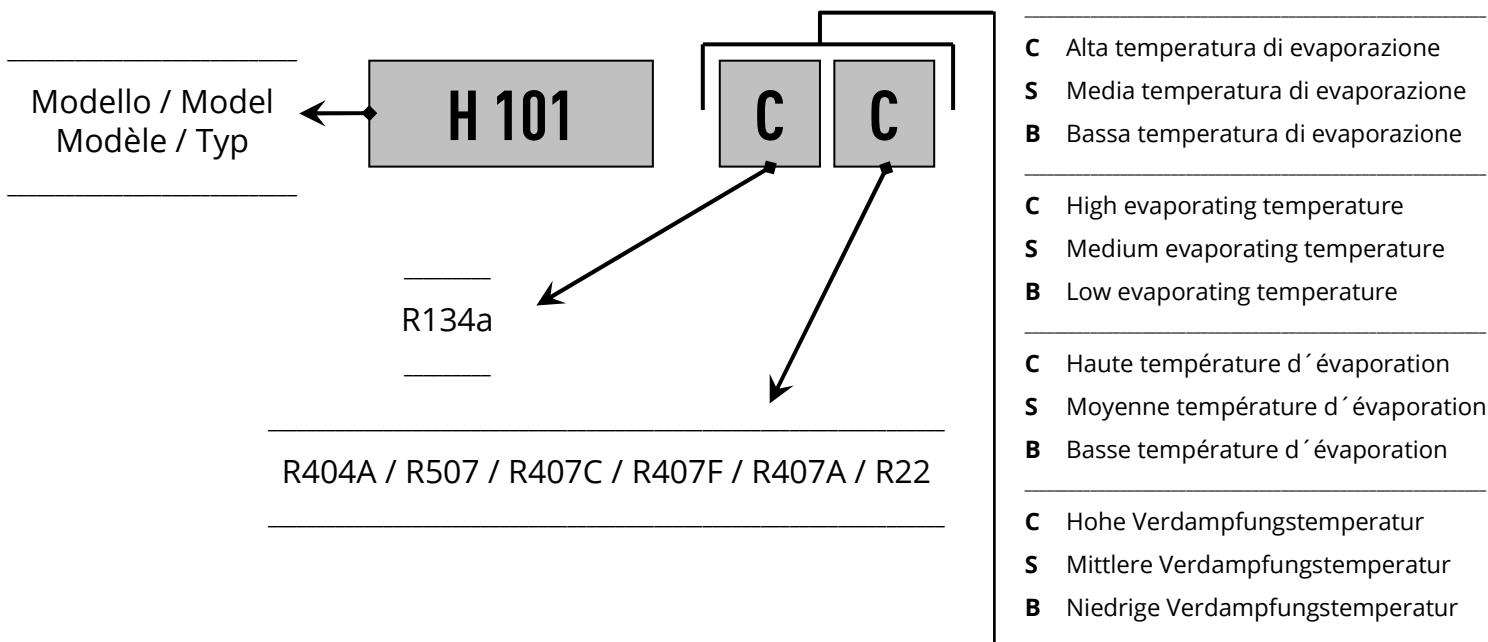 Modello / Model
Modèle / Typ
H 101
C
C
R134a
R404A / R507 / R407C / R407F / R407A / R22
C Alta temperatura di evaporazione
S Media temperatura di evaporazione
B Bassa temperatura di evaporazione
C High evaporating temperature
S Medium evaporating temperature
B Low evaporating temperature
C Haute température d´évaporation
S Moyenne température d´évaporation
B Basse température d´évaporation
C Hohe Verdampfungstemperatur
S Mittlere Verdampfungstemperatur
B Niedrige Verdampfungstemperatur